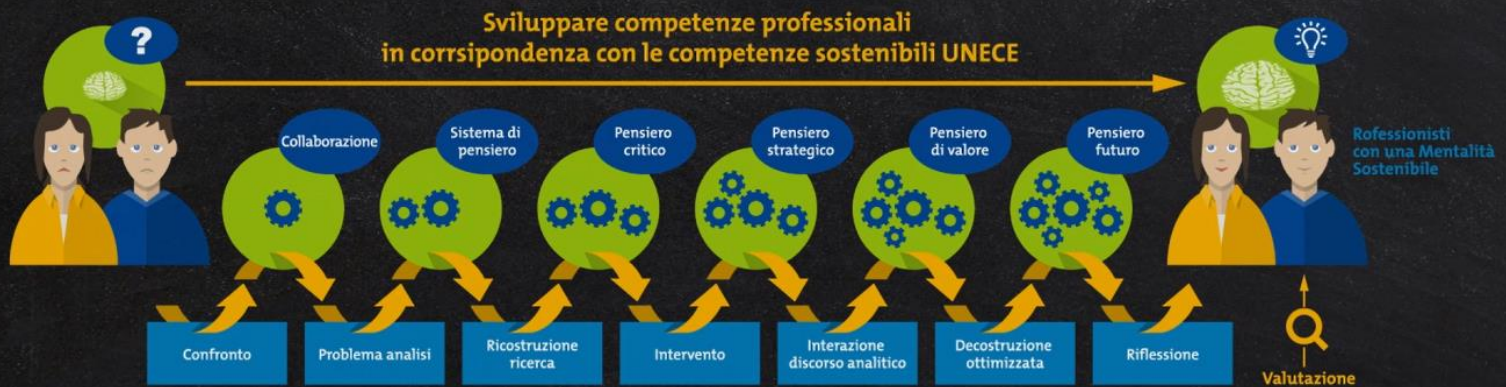 Sviluppare competenze professionali
in corrsipondenza con le competenze sostenibili UNECE
?
Collaborazione
Sistema di
pensiero
Pensiero
critico
Pensiero
strategico
Pensiero
di valore
Pensiero
futuro
Rofessionisti
con una Mentalità
Sostenibile
Confronto
Problema analisi
Ricostruzione
ricerca
Intervento
Interazione
discorso analitico
Decostruzione
ottimizzata
Riflessione
Valutazione